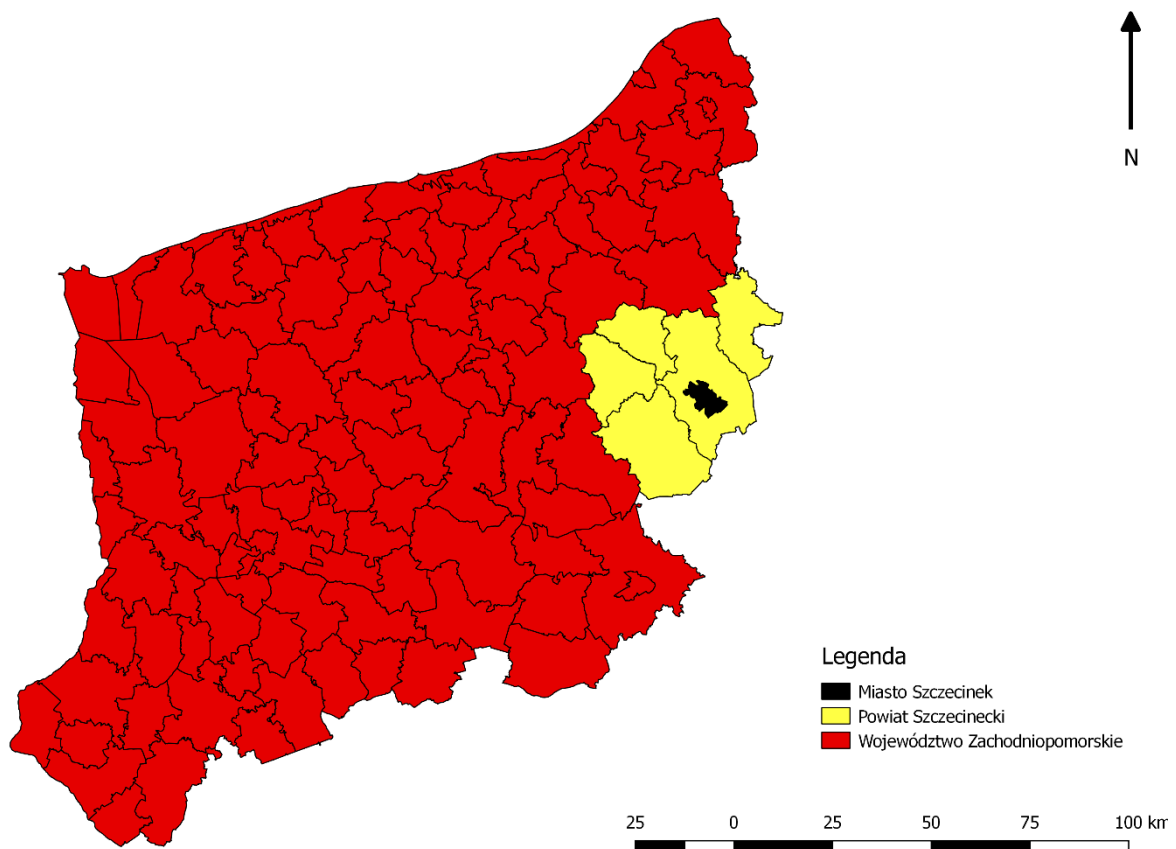 N
Legenda
Miasto Szczecinek
Powiat Szczecinecki
Województwo Zachodniopomorskie
25 0 25 50 75 100 km